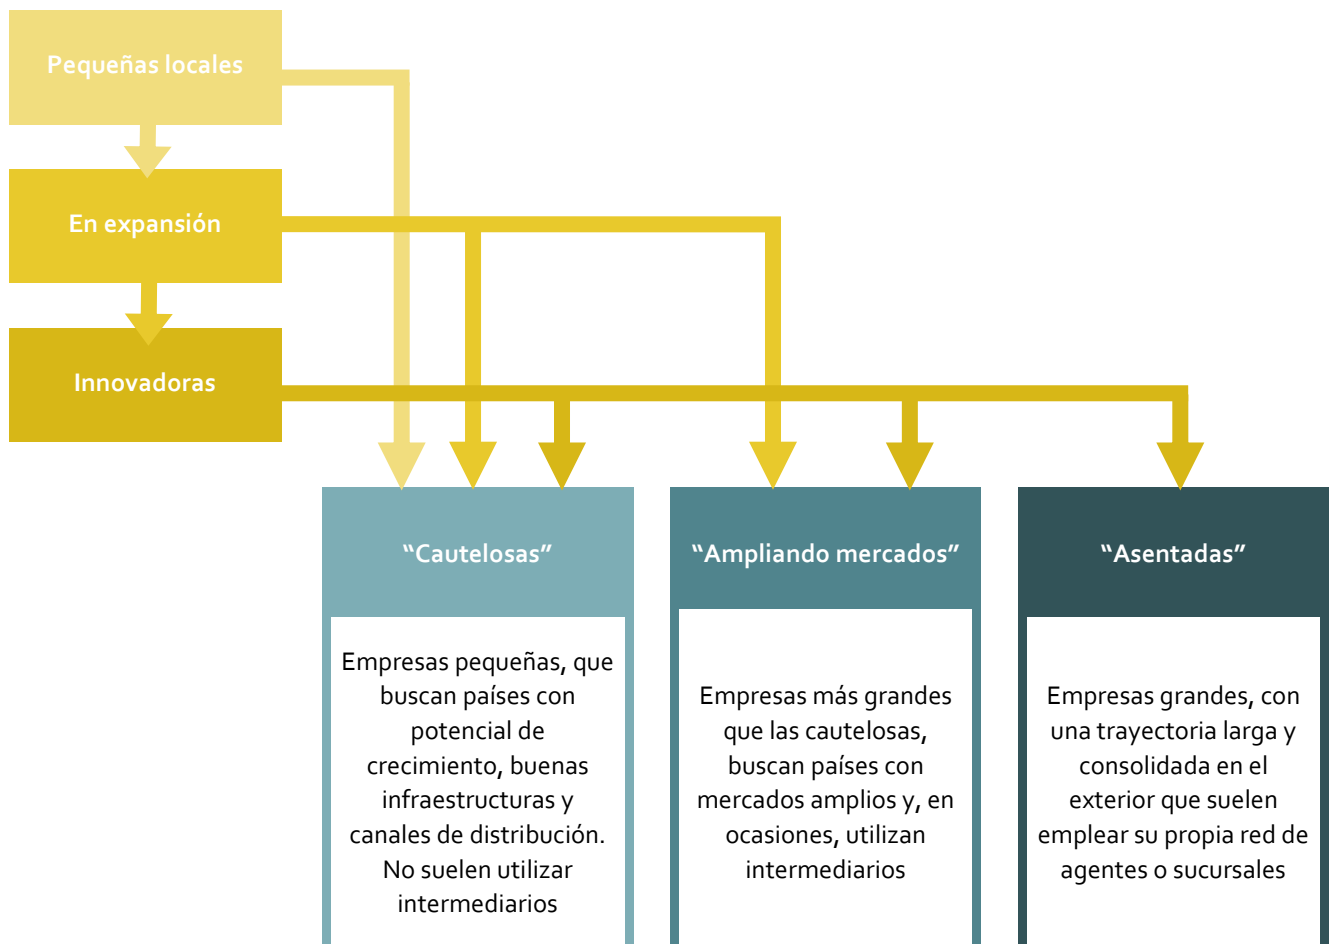 Pequeñas locales
En expansión
Innovadoras
“Cautelosas”
Empresas pequeñas, que
buscan países con
potencial de
crecimiento, buenas
infraestructuras y
canales de distribución.
No suelen utilizar
intermediarios
“Ampliando mercados”
Empresas más grandes
que las cautelosas,
buscan países con
mercados amplios y, en
ocasiones, utilizan
intermediarios
“Asentadas”
Empresas grandes, con
una trayectoria larga y
consolidada en el
exterior que suelen
emplear su propia red de
agentes o sucursales